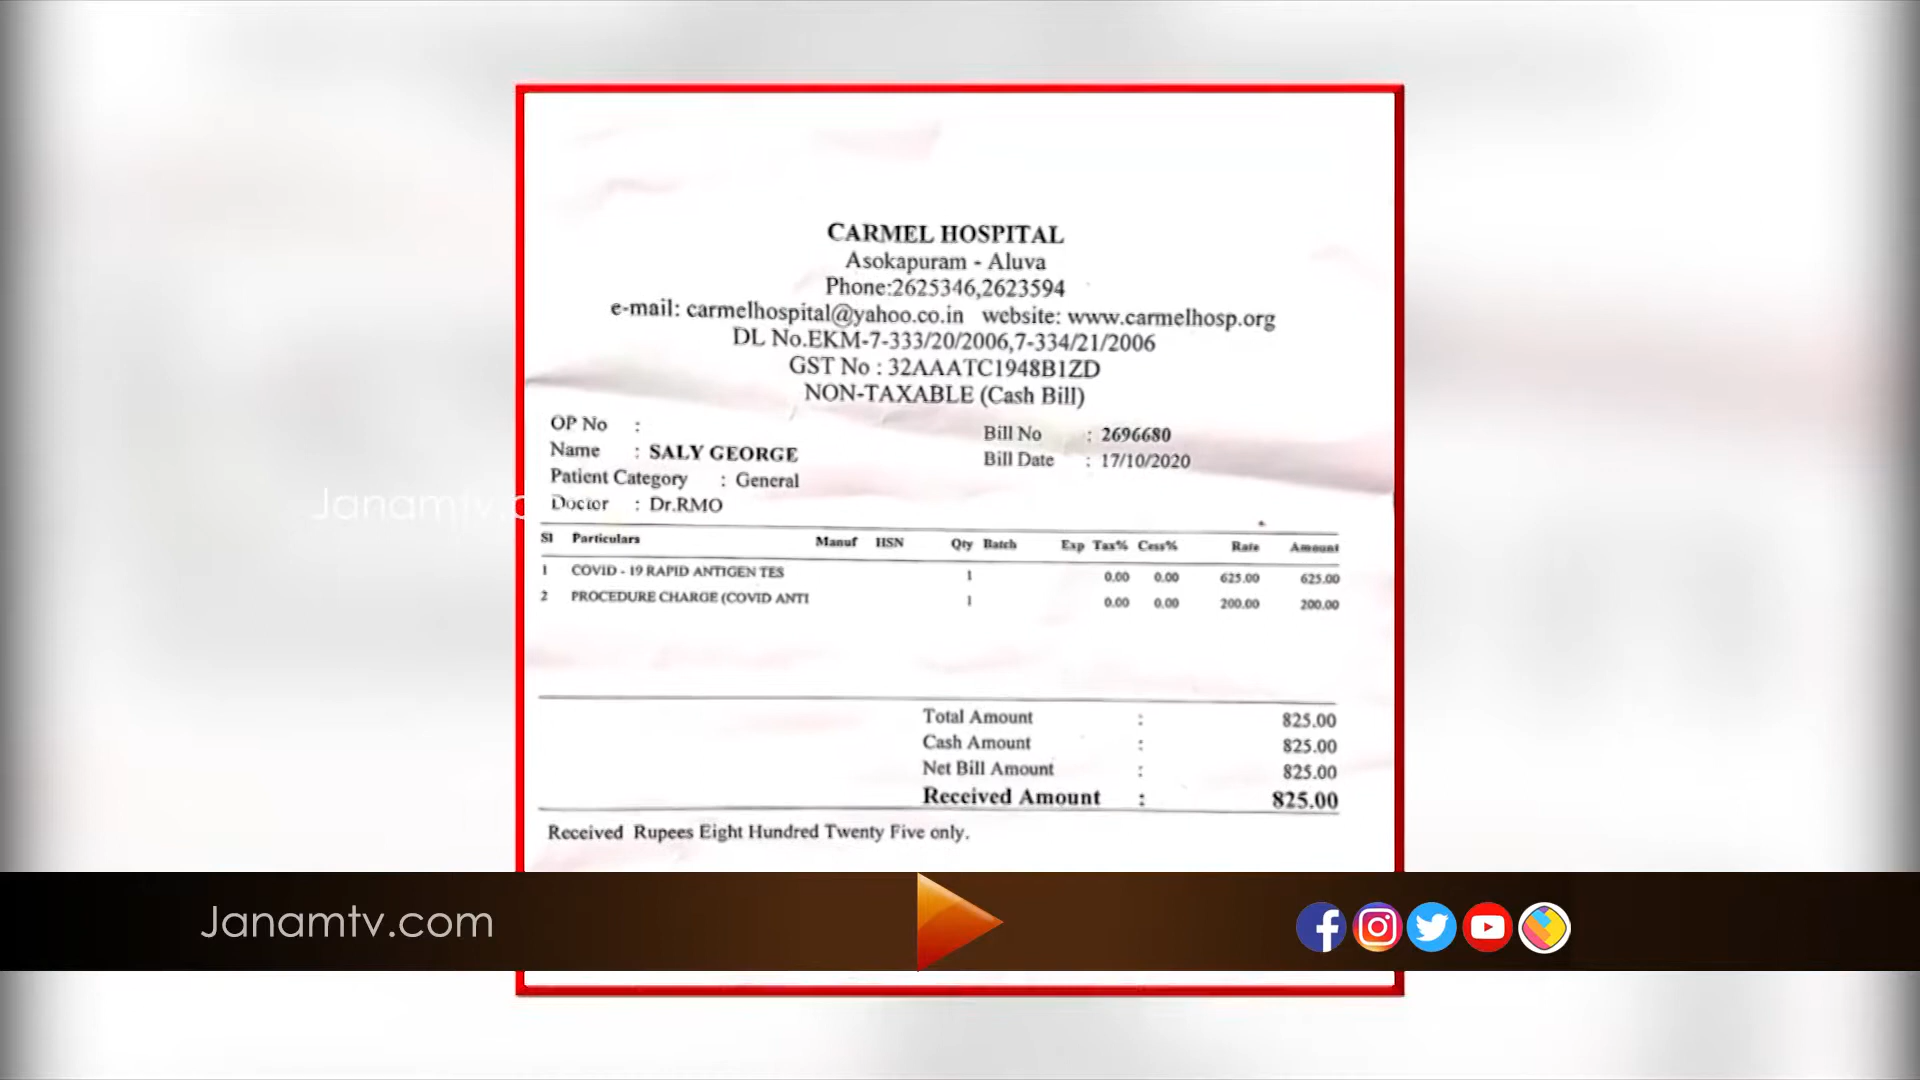 CARMEL HOSPITAL
Asokapuram - Aluva
Phone:2625346,2623594
e-mail: carmelhospital@yahoo.co.in website: www.carmelhosp.org
DL No.EKM-7-333/20/2006,7-334/21/2006
GST No : 32AAATC1948B1ZD
NON-TAXABLE (Cash Bill)
OP No :
Bill No : 2696680
Name : SALY GEORGE
Bill Date : 17/10/2020
Patient Category : General
Doctor : Dr.RMO
Janamtv.c
Sl Particulars Manuf HSN Qty Batch Exp Tax% Cess% Rate Amount
1 COVID - 19 RAPID ANTIGEN TES 1 0.00 0.00 625.00 625.00
2 PROCEDURE CHARGE (COVID ANTI 1 0.00 0.00 200.00 200.00
Total Amount : 825.00
Cash Amount : 825.00
Net Bill Amount : 825.00
Received Amount : 825.00
Received Rupees Eight Hundred Twenty Five only.
Janamtv.com